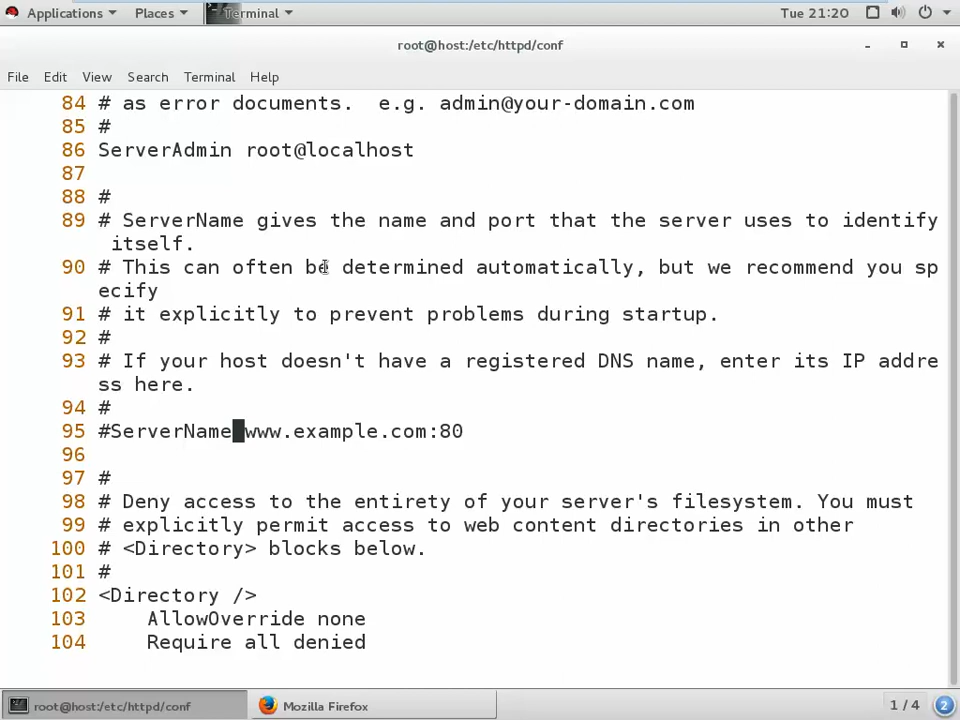 Applications Places Terminal Tue 21:20
root@host:/etc/httpd/conf
File Edit View Search Terminal Help
84 # as error documents.  e.g. admin@your-domain.com
85 #
86 ServerAdmin root@localhost
87
88 #
89 # ServerName gives the name and port that the server uses to identify
 itself.
90 # This can often be determined automatically, but we recommend you sp
ecify
91 # it explicitly to prevent problems during startup.
92 #
93 # If your host doesn't have a registered DNS name, enter its IP addre
ss here.
94 #
95 #ServerName www.example.com:80
96
97 #
98 # Deny access to the entirety of your server's filesystem. You must
99 # explicitly permit access to web content directories in other
100 # <Directory> blocks below.
101 #
102 <Directory />
103     AllowOverride none
104     Require all denied
root@host:/etc/httpd/conf Mozilla Firefox 1 / 4 2